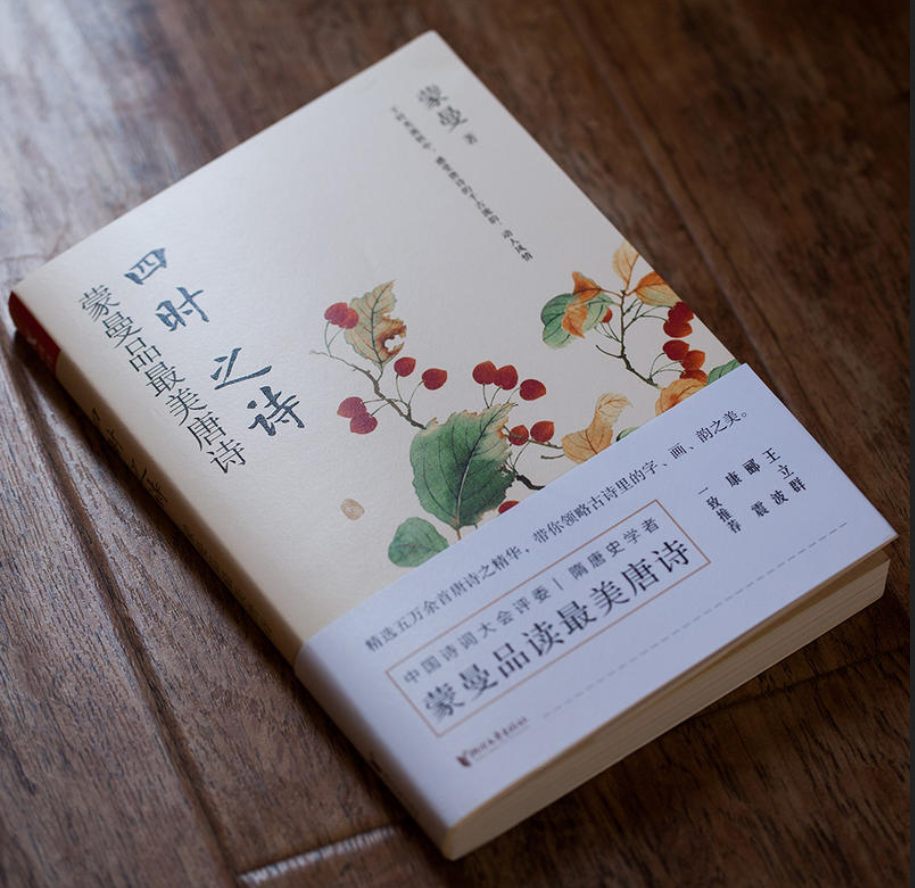 蒙曼 著
四时之诗
蒙曼品最美唐诗
精选五万余首唐诗之精华，带你领略古诗里的字、画、韵之美。
王立群
郦波
康震
一致推荐
中国诗词大会评委 | 隋唐史学者
蒙曼品读最美唐诗